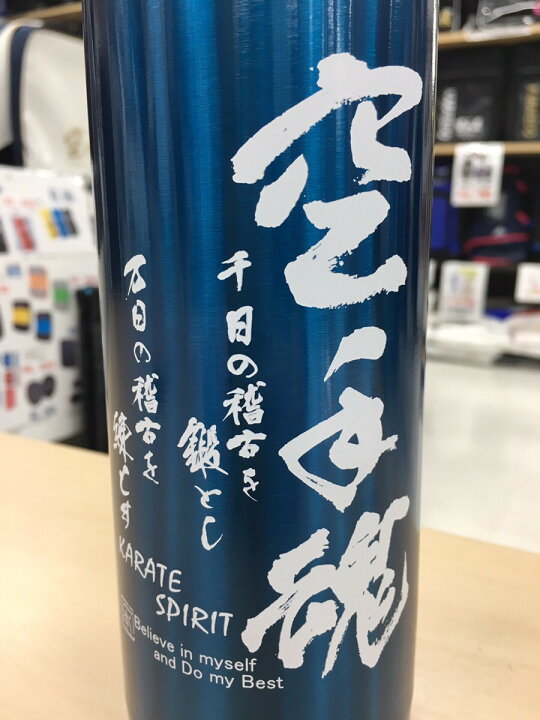 空手魂
千日の稽古を
鍛とし
万日の稽古を
練とす
KARATE
SPIRIT
Believe in myself
and Do my Best